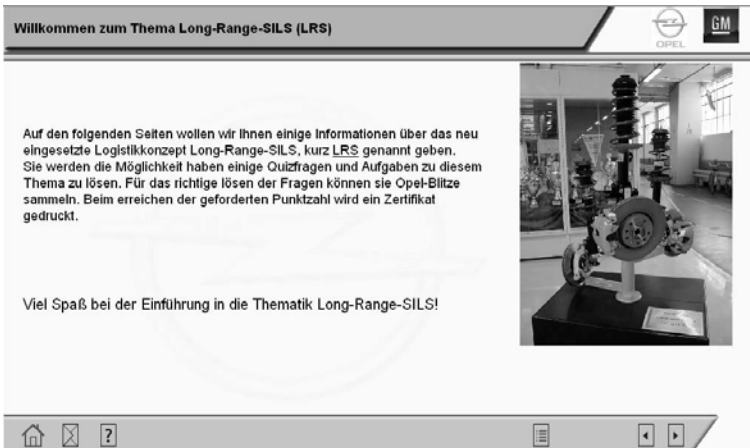 Willkommen zum Thema Long-Range-SILS (LRS)
OPEL
GM
Auf den folgenden Seiten wollen wir Ihnen einige Informationen über das neu
eingesetzte Logistikkonzept Long-Range-SILS, kurz LRS genannt geben.
Sie werden die Möglichkeit haben einige Quizfragen und Aufgaben zu diesem
Thema zu lösen. Für das richtige lösen der Fragen können sie Opel-Blitze
sammeln. Beim erreichen der geforderten Punktzahl wird ein Zertifikat
gedruckt.
Viel Spaß bei der Einführung in die Thematik Long-Range-SILS!
?